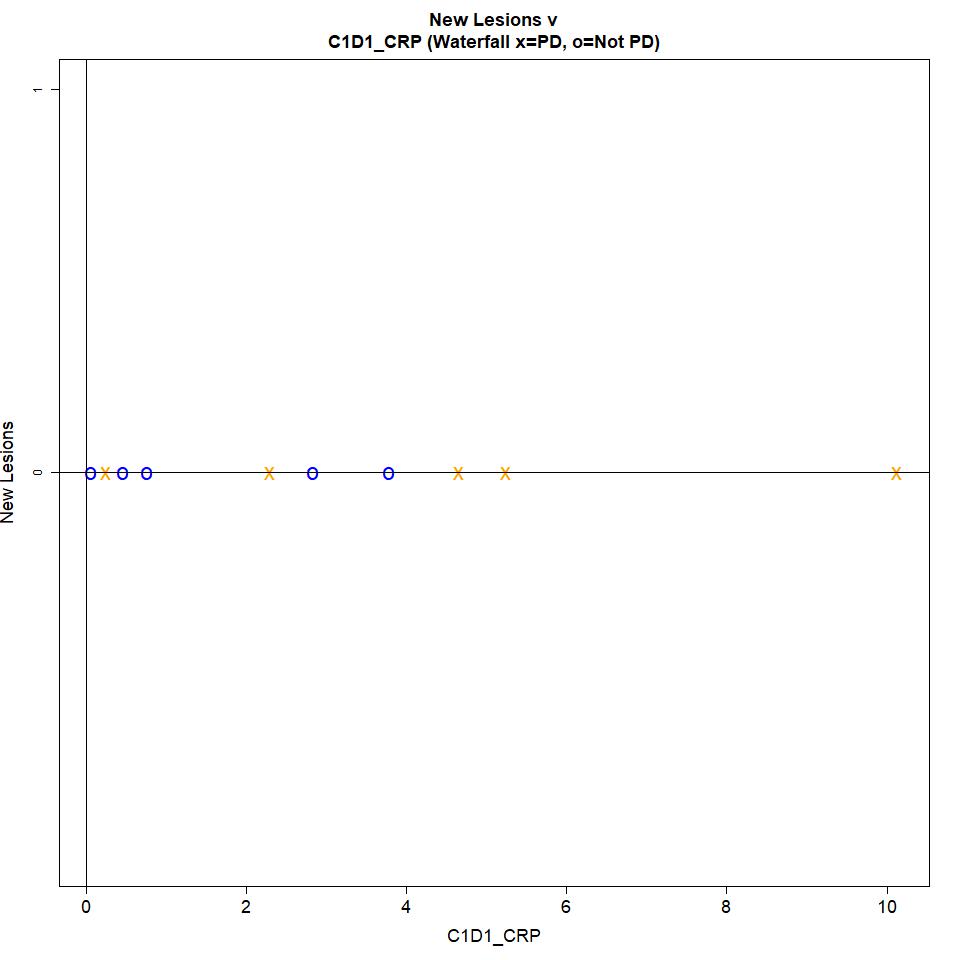 New Lesions v
C1D1_CRP (Waterfall x=PD, o=Not PD)
1
New Lesions
0
o x o o x o o x x x
0 2 4 6 8 10
C1D1_CRP